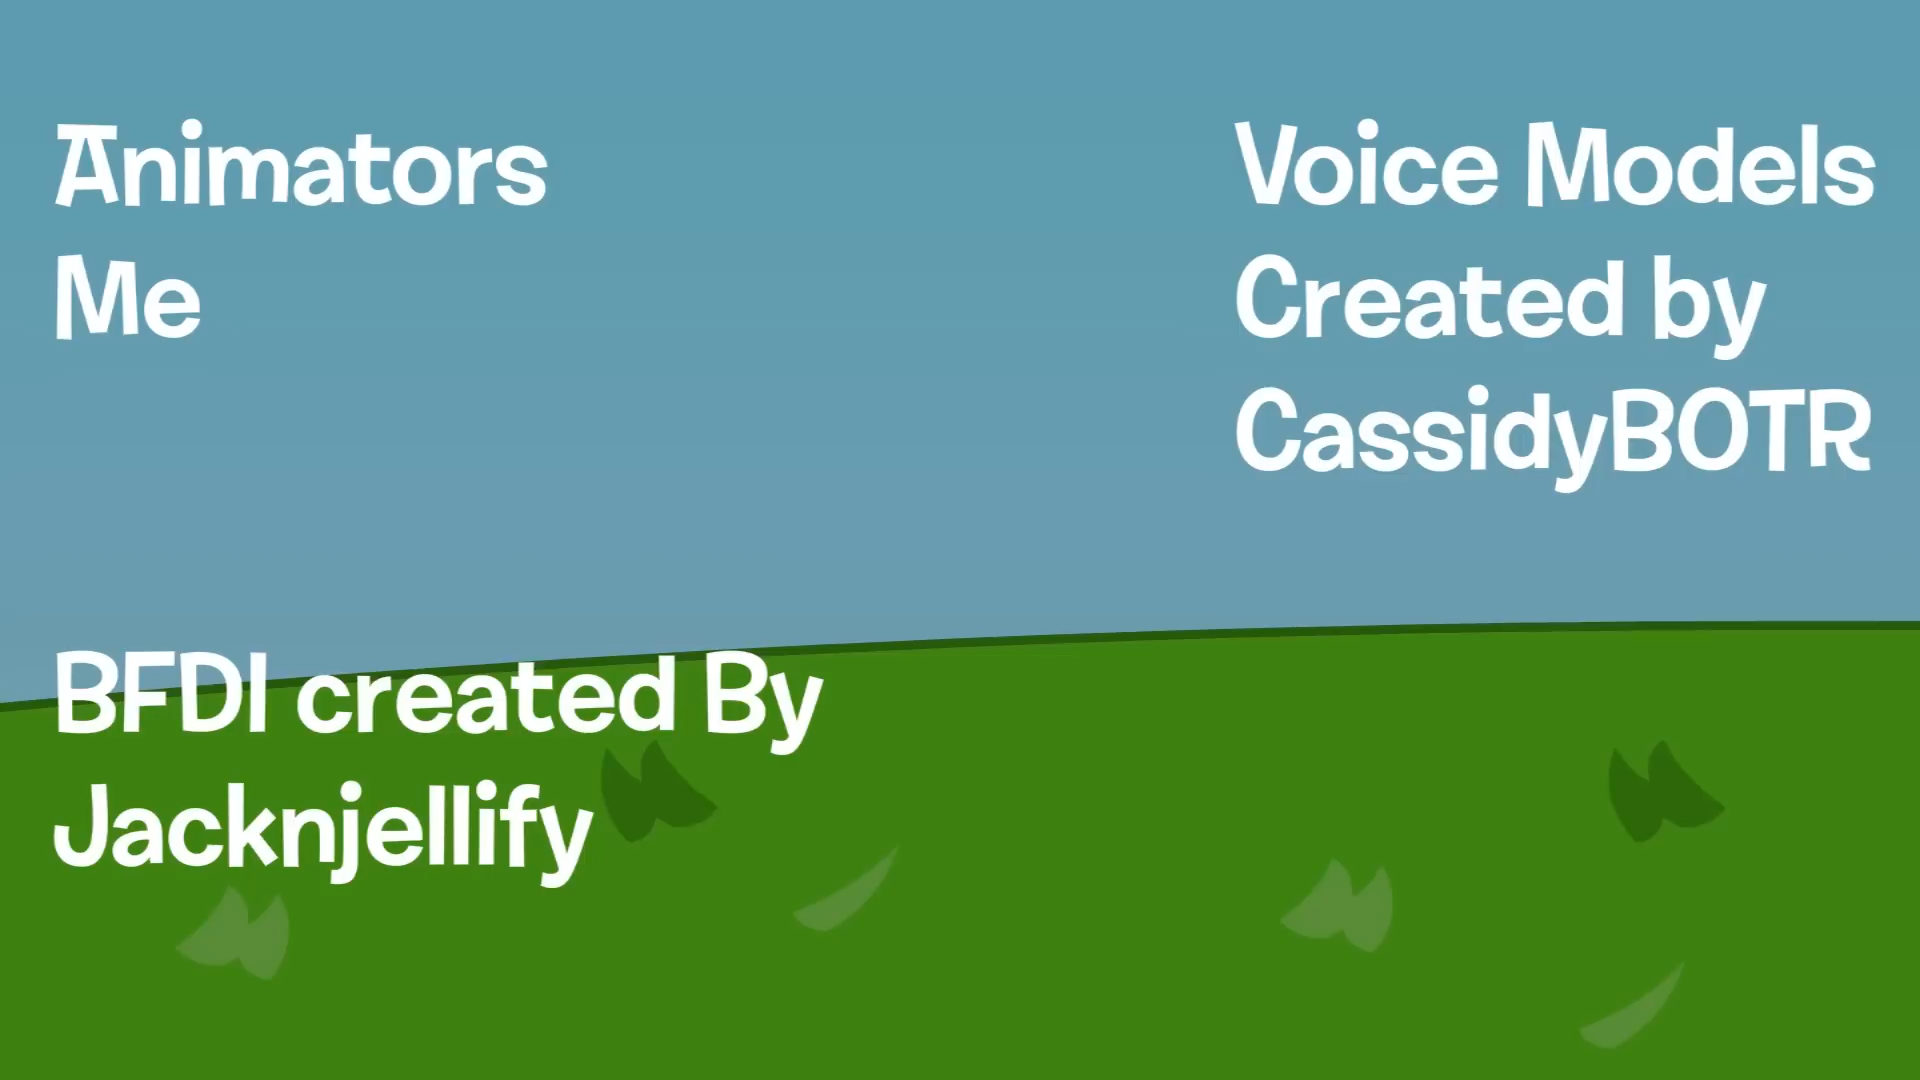 Animators
Me
Voice Models
Created by
CassidyBOTR
BFDI created By
Jacknjellify